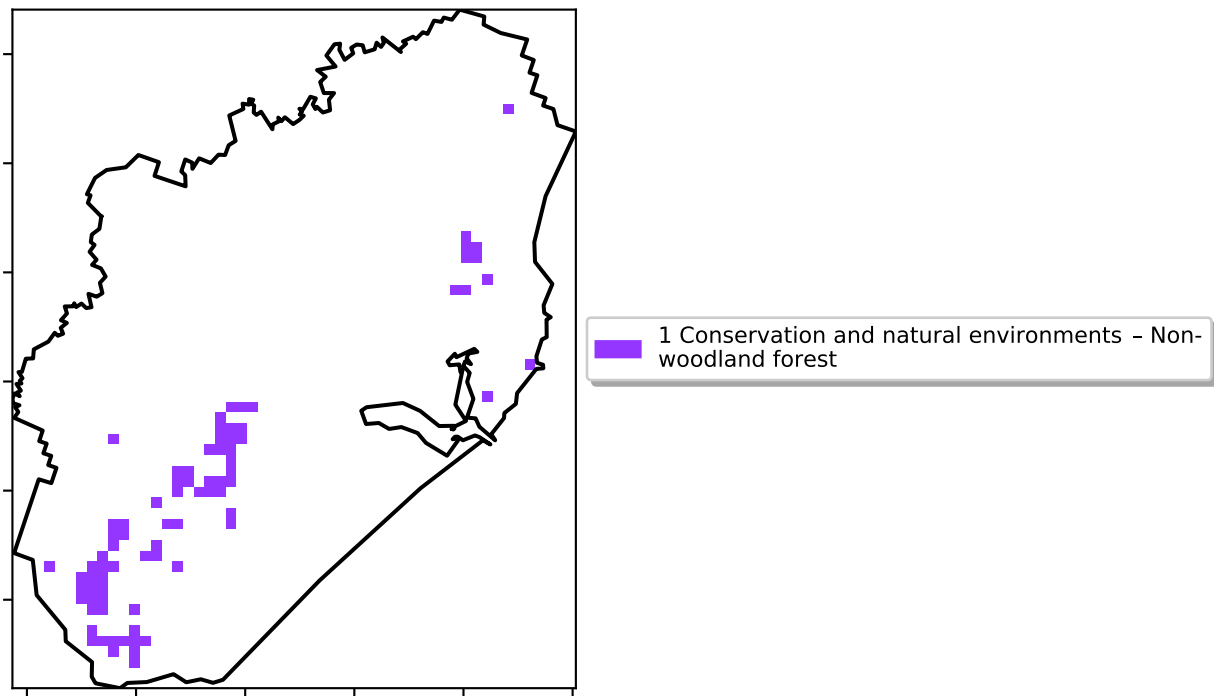 1 Conservation and natural environments – Non-
woodland forest